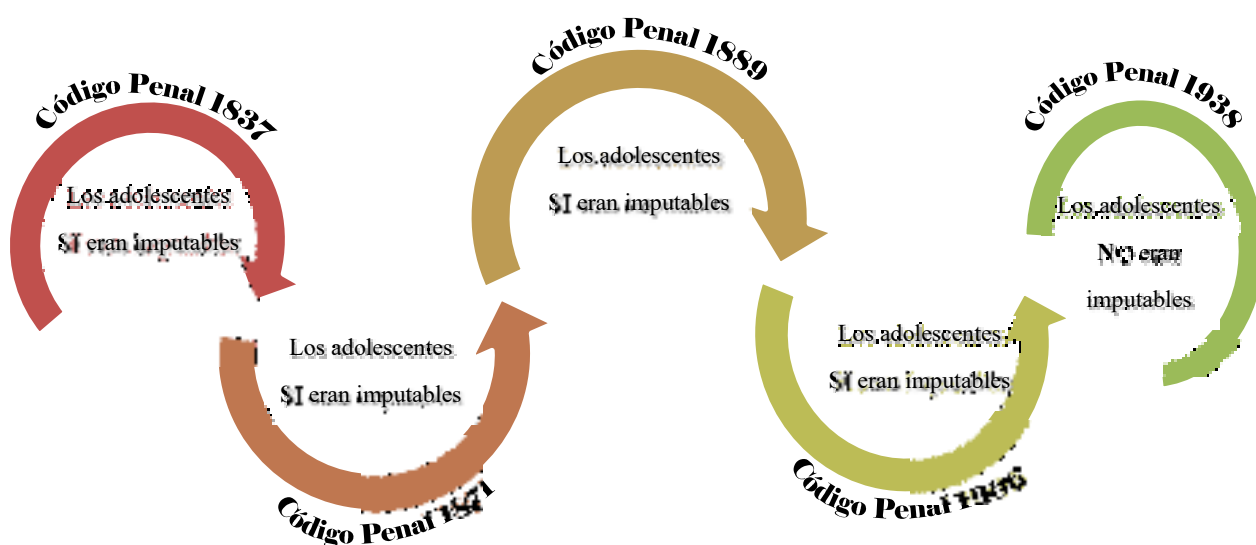 Código Penal 1837
Los adolescentes
SI eran imputables
Los adolescentes
SI eran imputables
Código Penal 1871
Código Penal 1889
Los adolescentes
SI eran imputables
Los adolescentes
SI eran imputables
Código Penal 1906
Código Penal 1938
Los adolescentes
NO eran
imputables